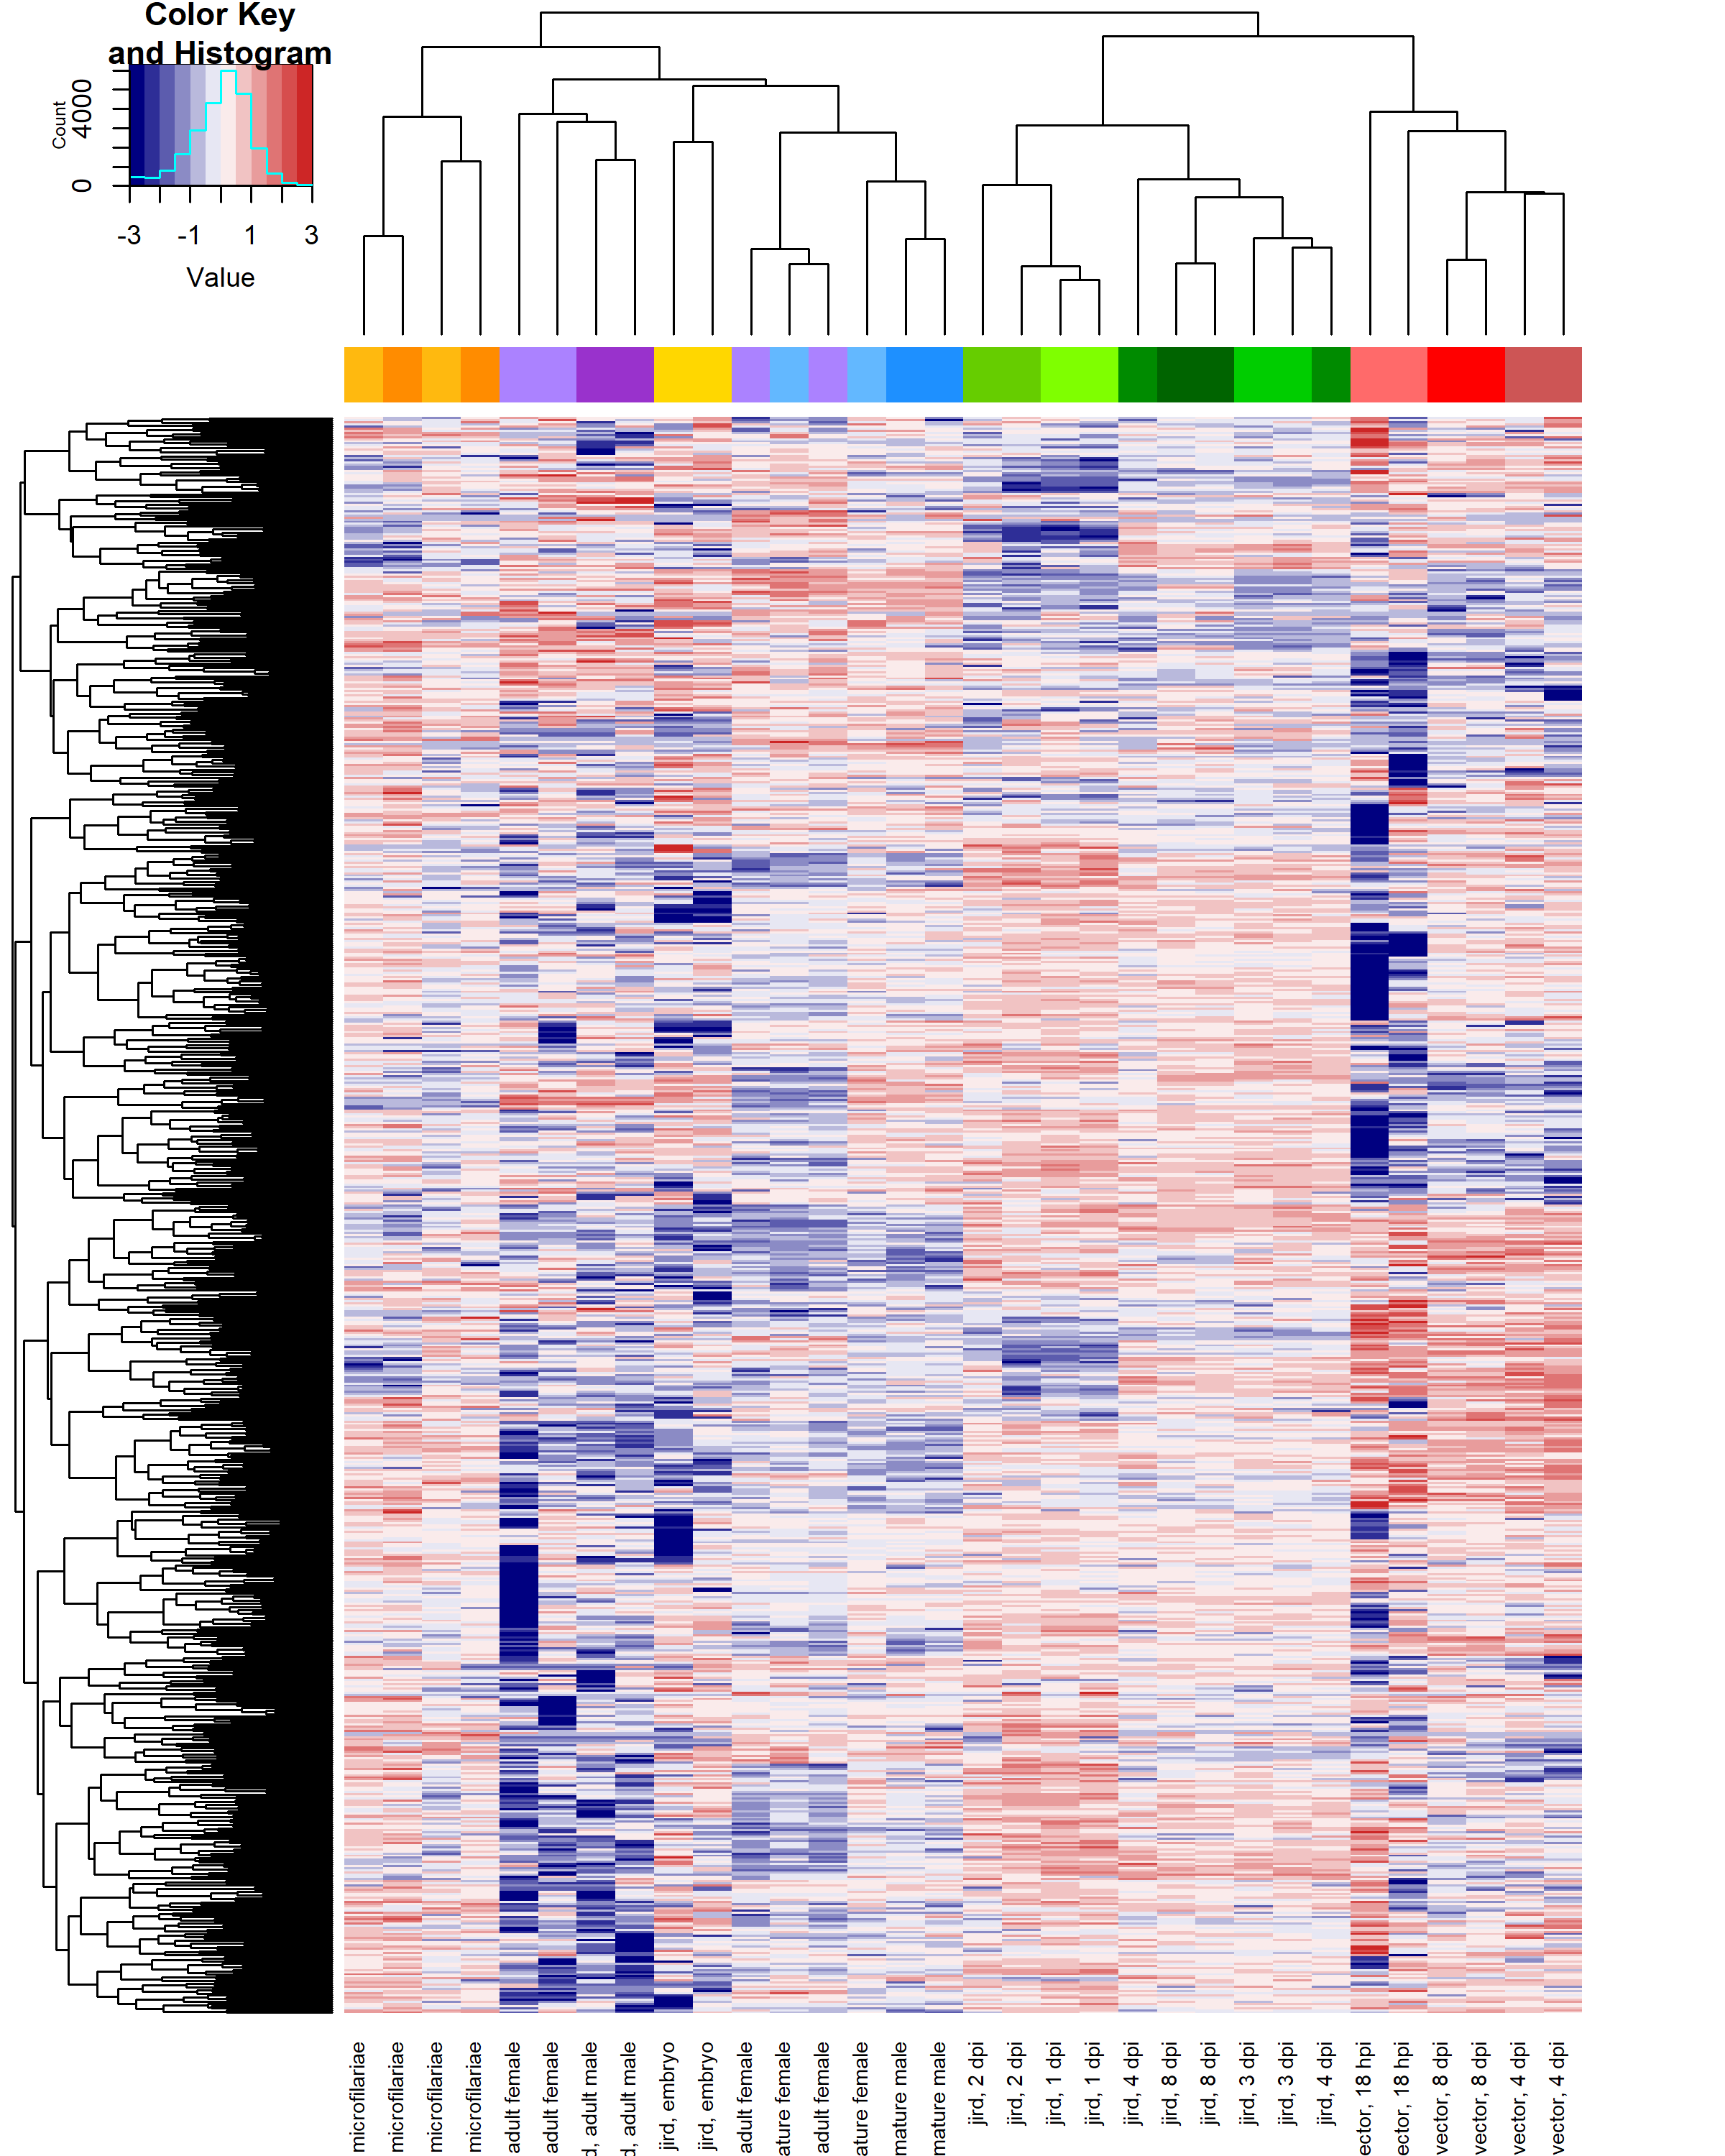 Color Key
and Histogram
Count
0
4000
-3
-1
1
3
Value
microfilariae
microfilariae
microfilariae
microfilariae
adult female
adult female
d, adult male
d, adult male
jird, embryo
jird, embryo
adult female
ature female
adult female
ature female
mature male
mature male
jird, 2 dpi
jird, 2 dpi
jird, 1 dpi
jird, 1 dpi
jird, 4 dpi
jird, 8 dpi
jird, 8 dpi
jird, 3 dpi
jird, 3 dpi
jird, 4 dpi
ector, 18 hpi
ector, 18 hpi
vector, 8 dpi
vector, 8 dpi
vector, 4 dpi
vector, 4 dpi